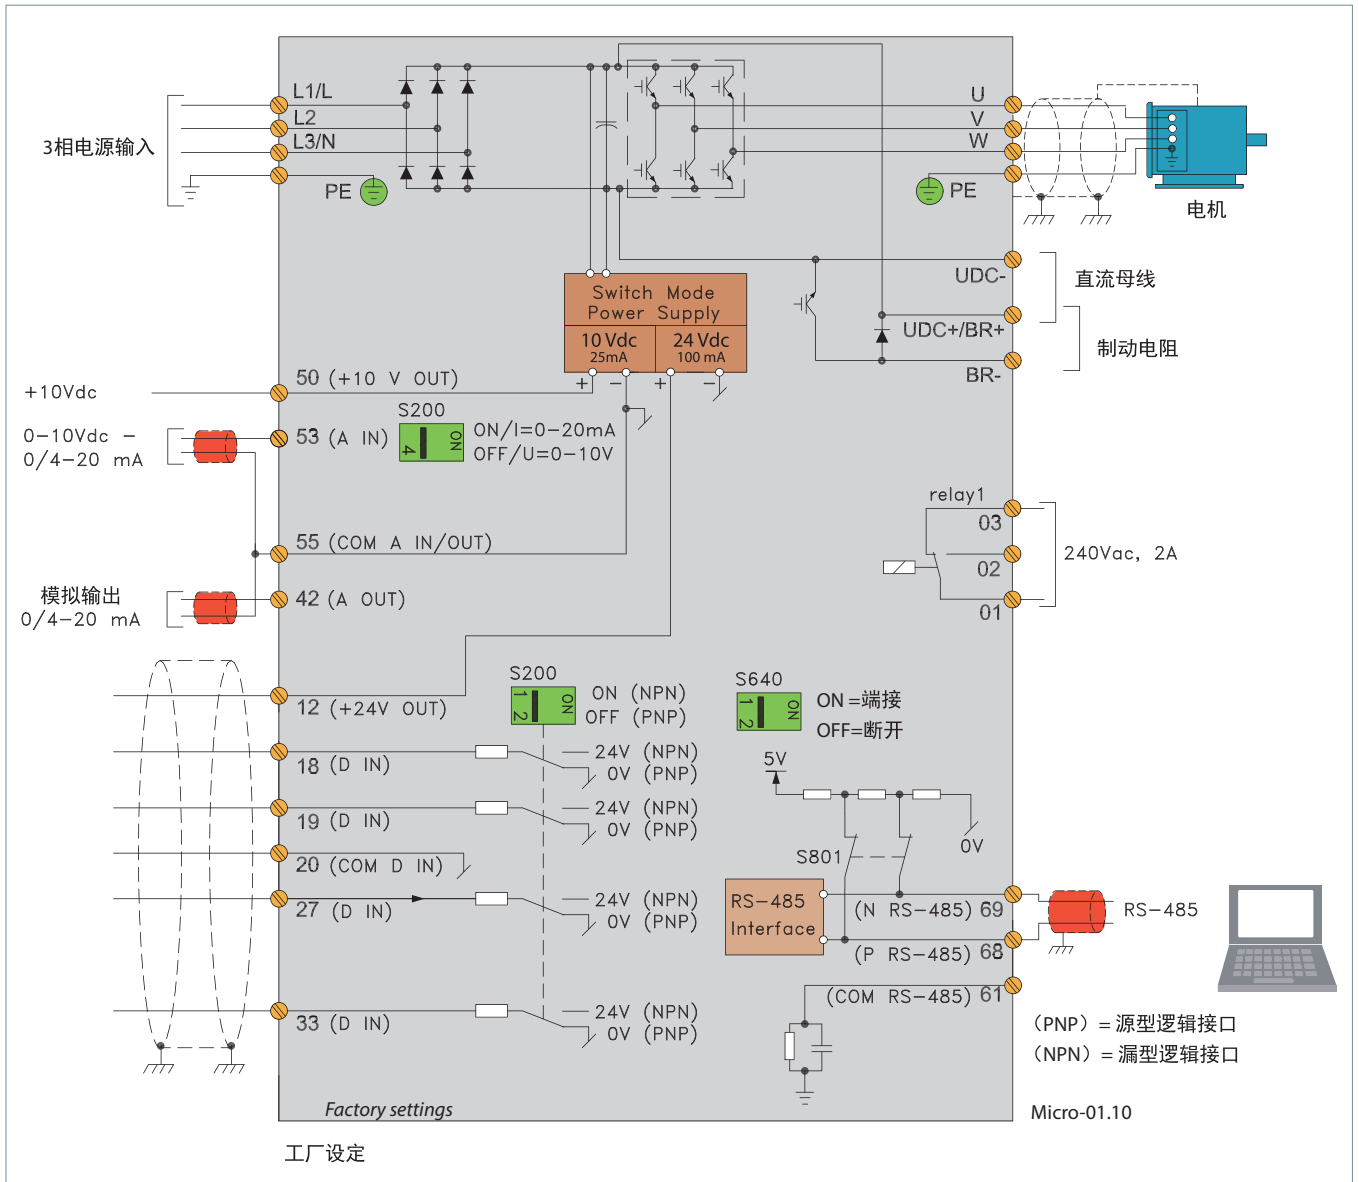 L1/L
L2
L3/N
3相电源输入
PE
U
V
W
PE
电机
UDC-
直流母线
UDC+/BR+
制动电阻
BR-
Switch Mode
Power Supply
10 Vdc
25mA
24 Vdc
100 mA
+ − + −
+10Vdc
50 (+10 V OUT)
0-10Vdc −
0/4-20 mA
53 (A IN)
S200
4
ON
ON/I=0-20mA
OFF/U=0-10V
55 (COM A IN/OUT)
模拟输出
0/4-20 mA
42 (A OUT)
relay1
03
02
01
240Vac, 2A
12 (+24V OUT)
S200
1
2
ON
ON (NPN)
OFF (PNP)
S640
1
2
ON
ON =端接
OFF=断开
18 (D IN)
24V (NPN)
0V (PNP)
19 (D IN)
24V (NPN)
0V (PNP)
20 (COM D IN)
27 (D IN)
24V (NPN)
0V (PNP)
33 (D IN)
24V (NPN)
0V (PNP)
5V
0V
S801
RS-485
Interface
(N RS-485) 69
(P RS-485) 68
(COM RS-485) 61
RS-485
（PNP）= 源型逻辑接口
（NPN）= 漏型逻辑接口
Factory settings
Micro-01.10
工厂设定